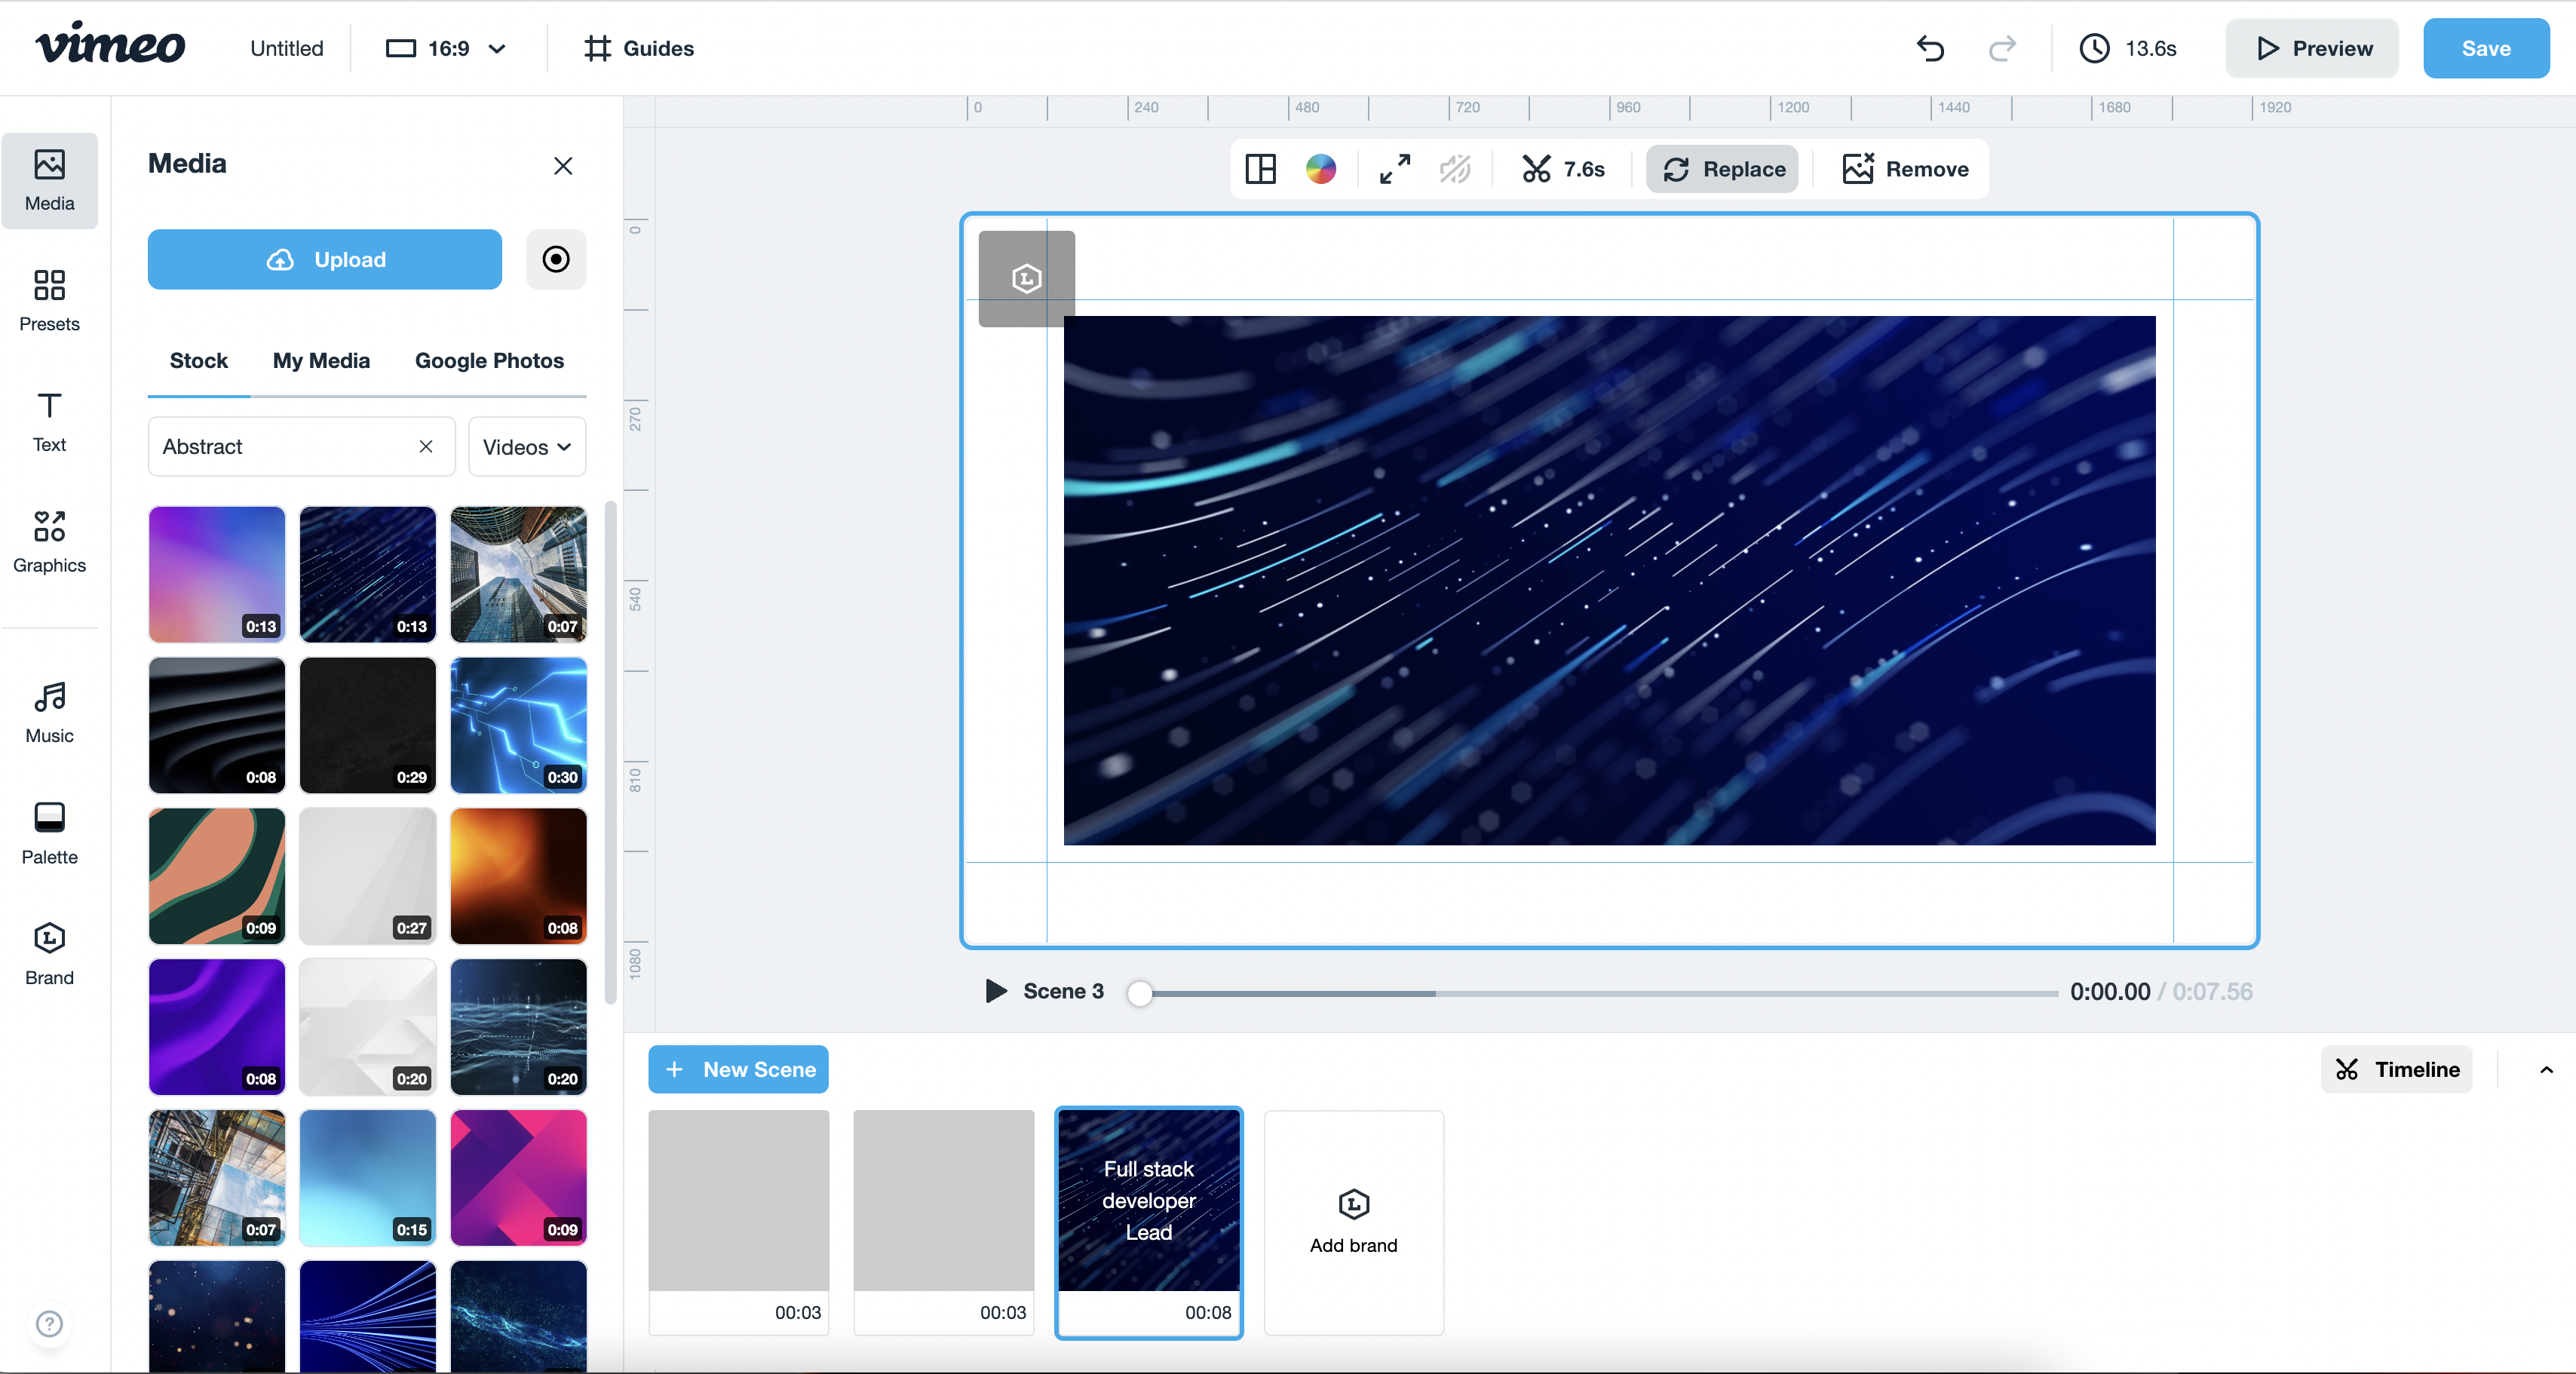 vimeo
Untitled
16:9
Guides
13.6s
Preview
Save
Media
Presets
Text
Graphics
Music
Palette
Brand
Media
Upload
Stock
My Media
Google Photos
Abstract
Videos
0:13
0:13
0:07
0:08
0:29
0:30
0:09
0:27
0:08
0:08
0:20
0:20
0:07
0:15
0:09
0
240
480
720
960
1200
1440
1680
1920
0
270
540
810
1080
7.6s
Replace
Remove
L
Scene 3
0:00.00 / 0:07.56
New Scene
Timeline
Full stack
developer
Lead
00:03
00:03
00:08
L
Add brand